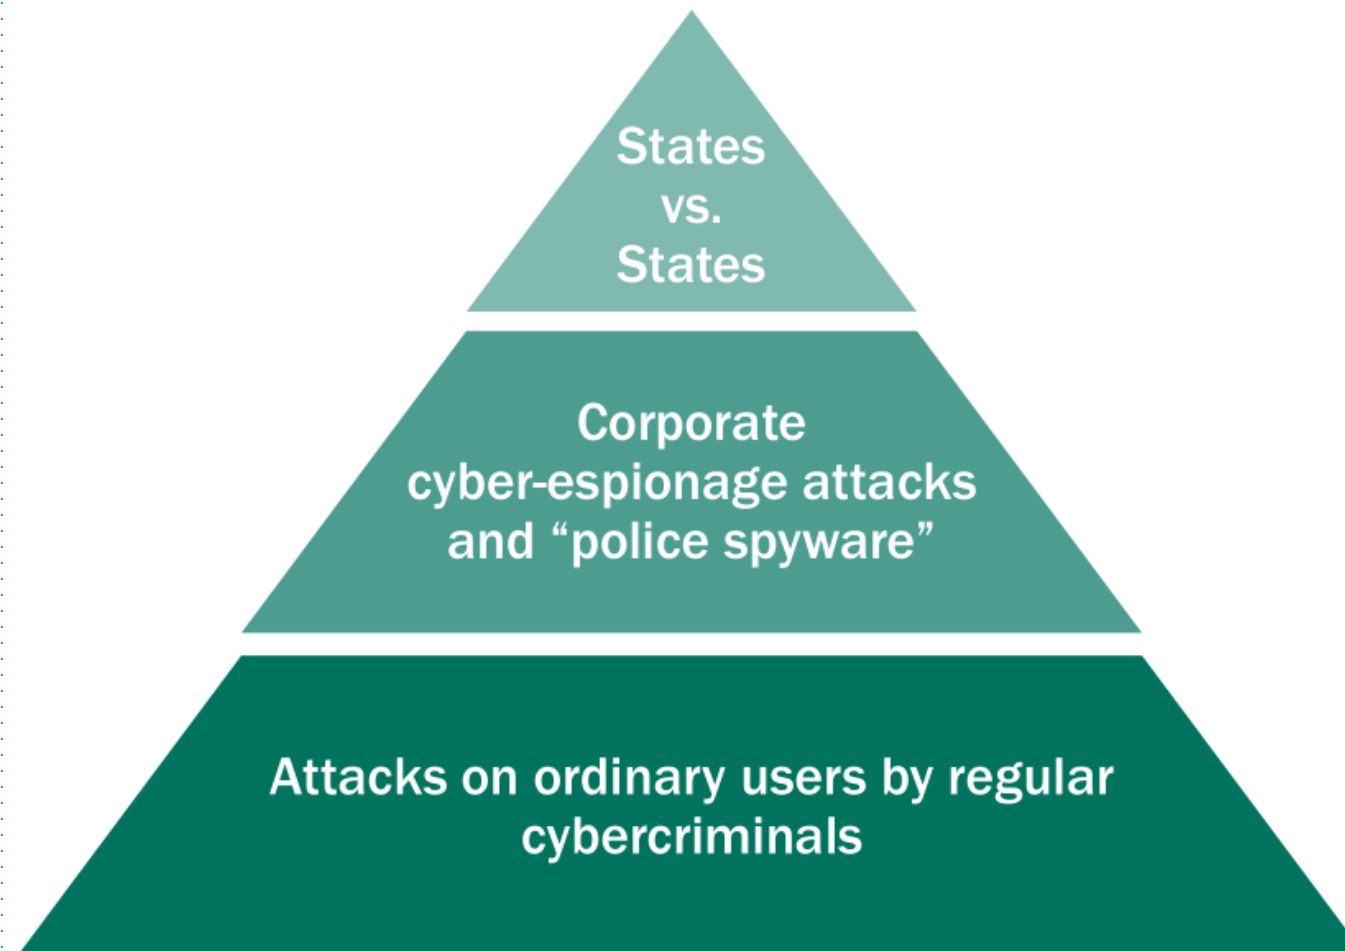 States
vs.
States
Corporate
cyber-espionage attacks
and “police spyware”
Attacks on ordinary users by regular
cybercriminals